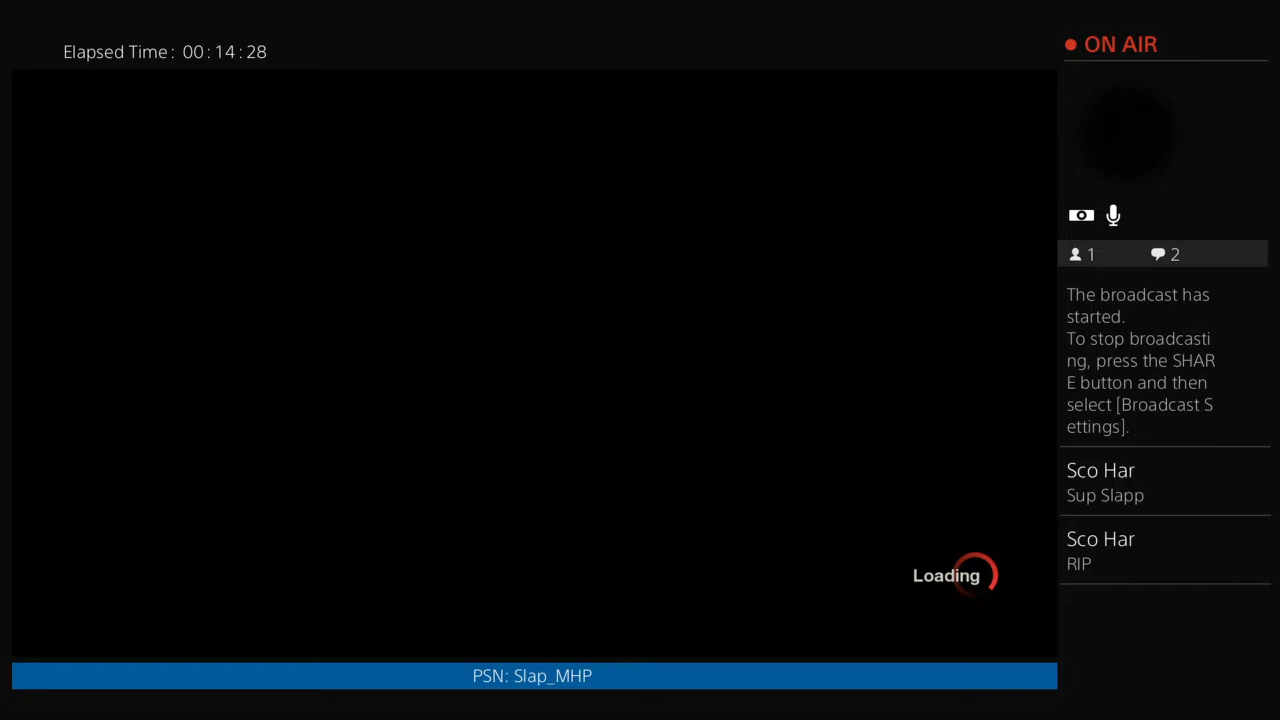 Elapsed Time: 00:14:28
ON AIR
1 2
The broadcast has
started.
To stop broadcasti
ng, press the SHAR
E button and then
select [Broadcast S
ettings].
Sco Har
Sup Slapp
Sco Har
RIP
Loading
PSN: Slap_MHP